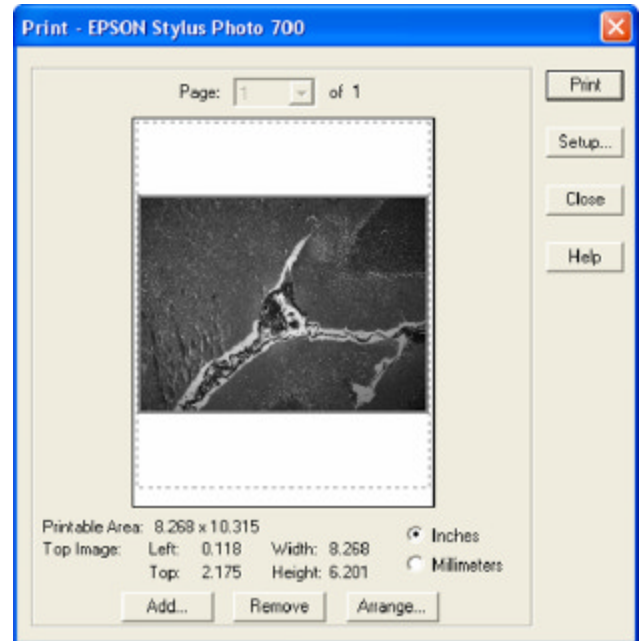 Print - EPSON Stylus Photo 700
Page: 1 of 1
Print
Setup...
Close
Help
Printable Area: 8.268 x 10.315
Top Image: Left: 0.118 Width: 8.268
Top: 2.175 Height: 6.201
Inches
Millimeters
Add... Remove Arrange...